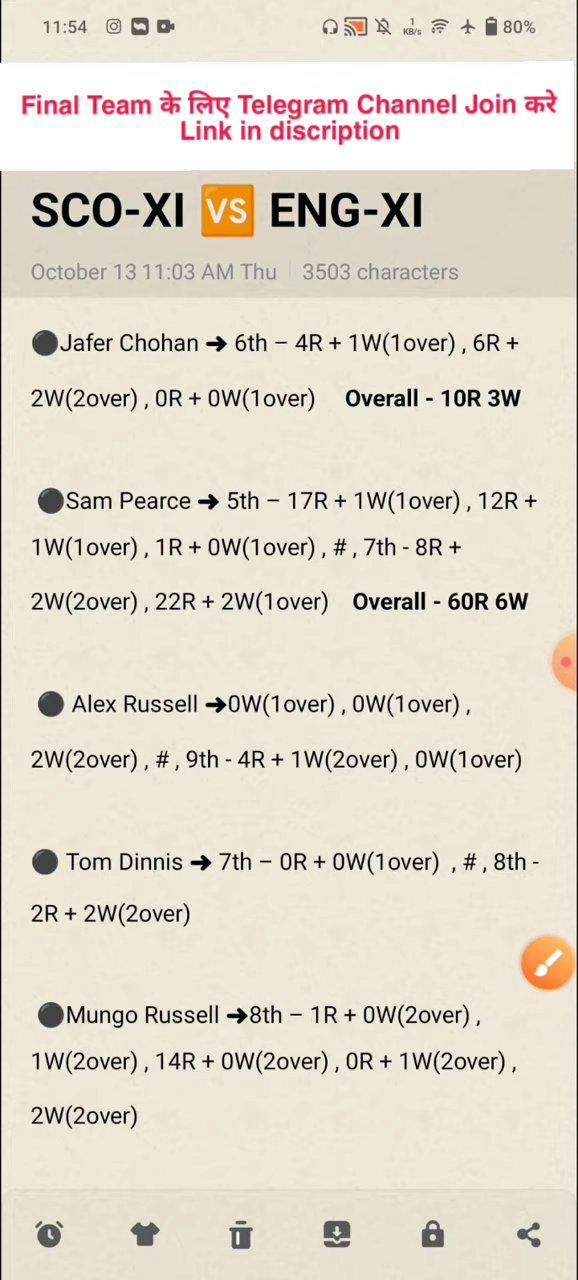 11:54 1 KB/s 80%
Final Team के लिए Telegram Channel Join करे
Link in discription
SCO-XI VS ENG-XI
October 13 11:03 AM Thu | 3503 characters
⚫Jafer Chohan ➜ 6th – 4R + 1W(1over) , 6R +
2W(2over) , 0R + 0W(1over) Overall - 10R 3W
⚫Sam Pearce ➜ 5th – 17R + 1W(1over) , 12R +
1W(1over) , 1R + 0W(1over) , # , 7th - 8R +
2W(2over) , 22R + 2W(1over) Overall - 60R 6W
⚫ Alex Russell ➜0W(1over) , 0W(1over) ,
2W(2over) , # , 9th - 4R + 1W(2over) , 0W(1over)
⚫ Tom Dinnis ➜ 7th – 0R + 0W(1over) , # , 8th -
2R + 2W(2over)
⚫Mungo Russell ➜8th – 1R + 0W(2over) ,
1W(2over) , 14R + 0W(2over) , 0R + 1W(2over) ,
2W(2over)